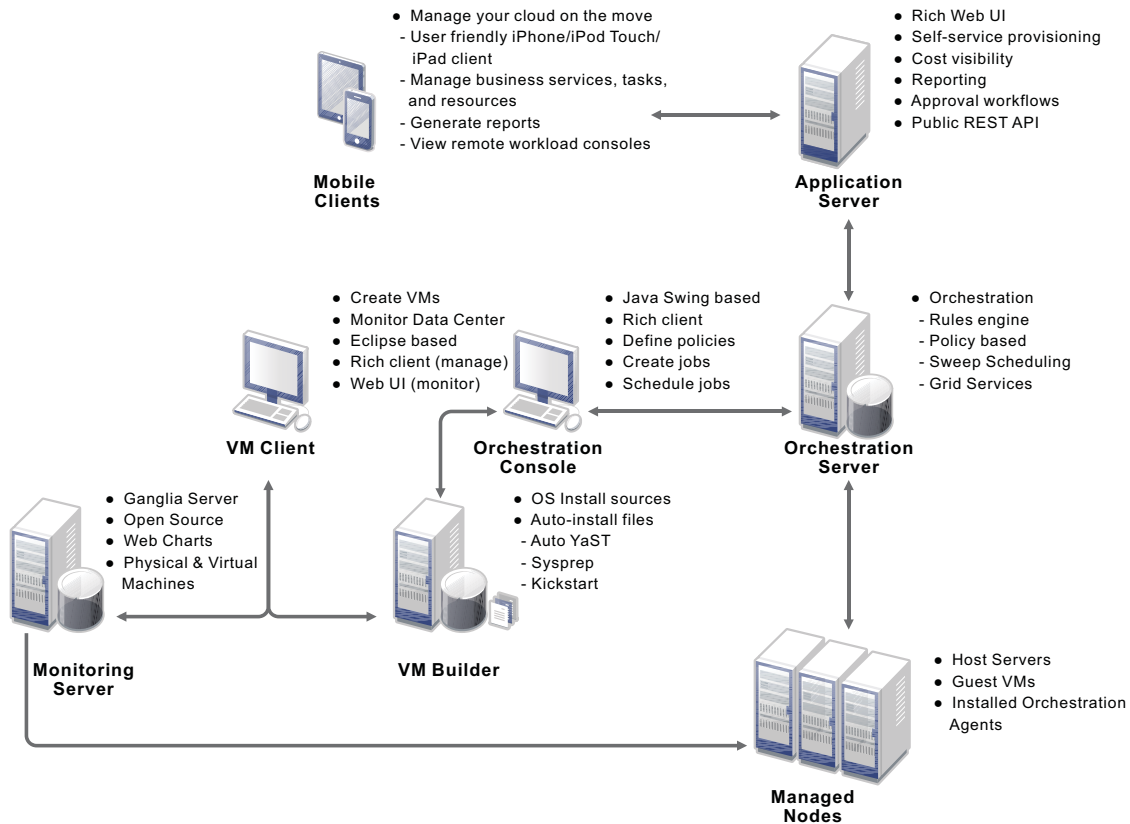 ● Manage your cloud on the move
- User friendly iPhone/iPod Touch/
iPad client
- Manage business services, tasks,
and resources
- Generate reports
- View remote workload consoles
Mobile
Clients
● Rich Web UI
● Self-service provisioning
● Cost visibility
● Reporting
● Approval workflows
● Public REST API
Application
Server
● Create VMs
● Monitor Data Center
● Eclipse based
● Rich client (manage)
● Web UI (monitor)
VM Client
● Java Swing based
● Rich client
● Define policies
● Create jobs
● Schedule jobs
Orchestration
Console
● Orchestration
- Rules engine
- Policy based
- Sweep Scheduling
- Grid Services
Orchestration
Server
● Ganglia Server
● Open Source
● Web Charts
● Physical & Virtual
Machines
Monitoring
Server
● OS Install sources
● Auto-install files
- Auto YaST
- Sysprep
- Kickstart
VM Builder
● Host Servers
● Guest VMs
● Installed Orchestration
Agents
Managed
Nodes